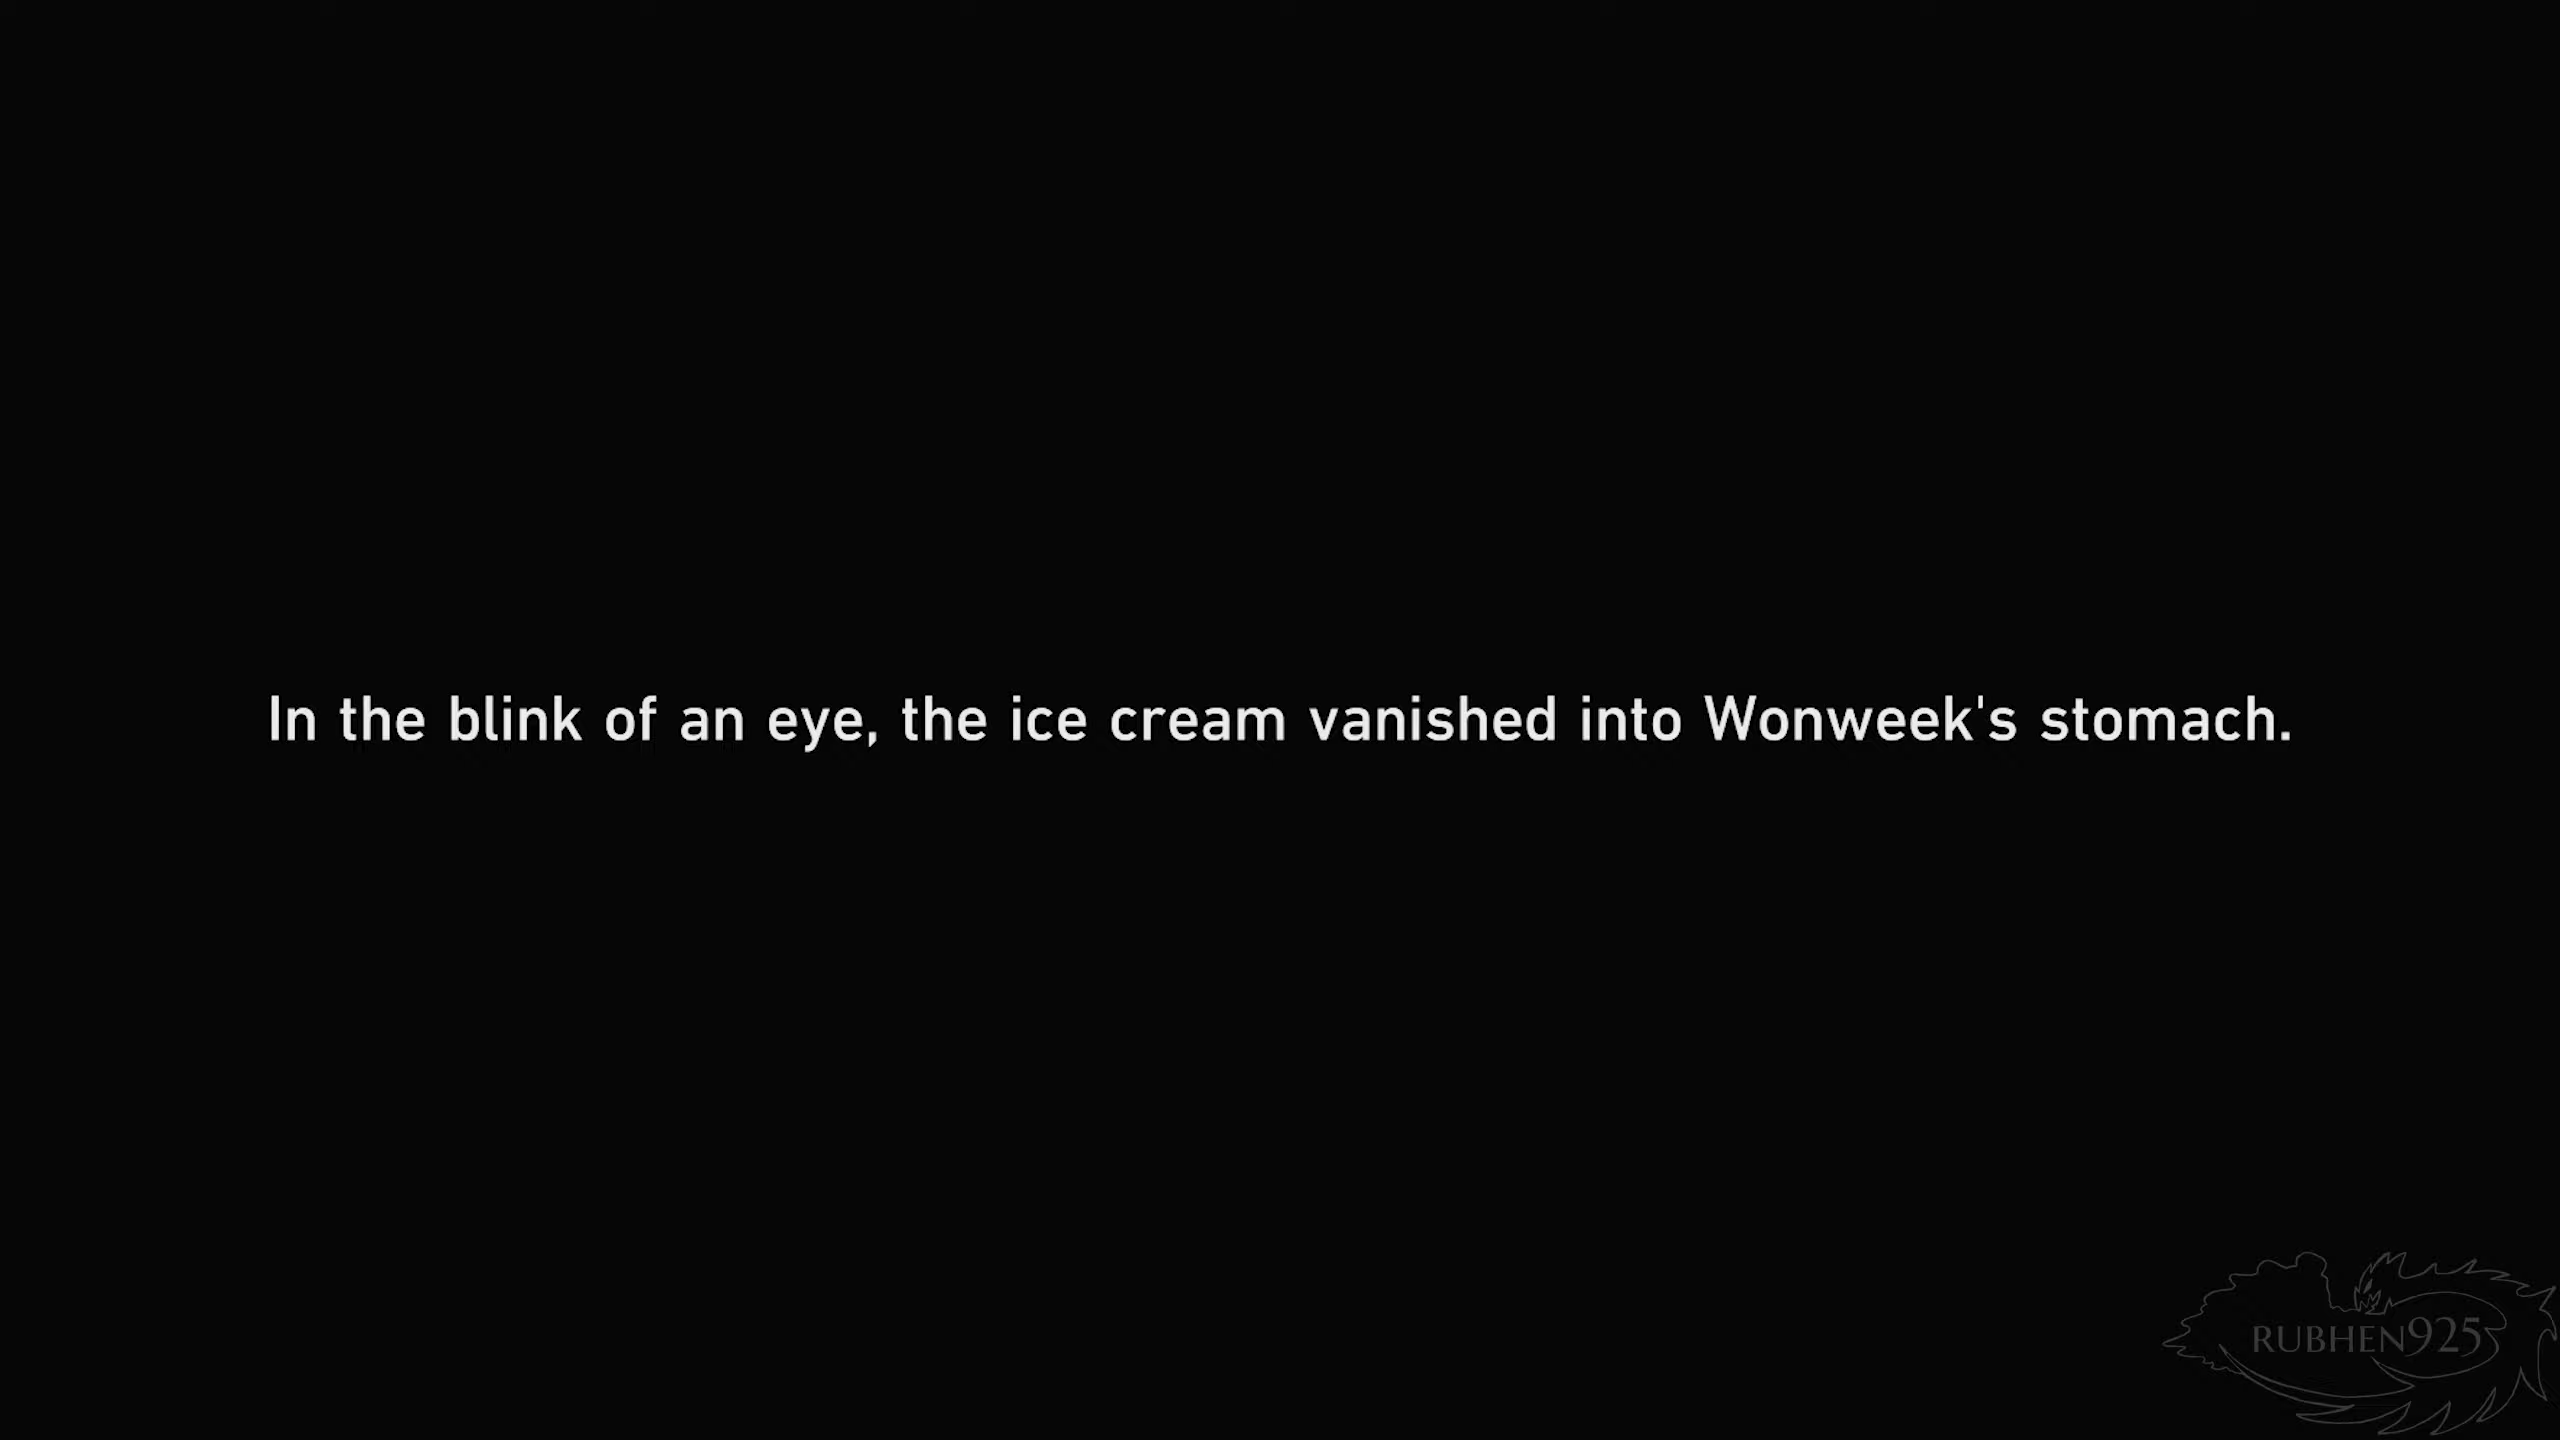 In the blink of an eye, the ice cream vanished into Wonweek's stomach.
RUBHEN925